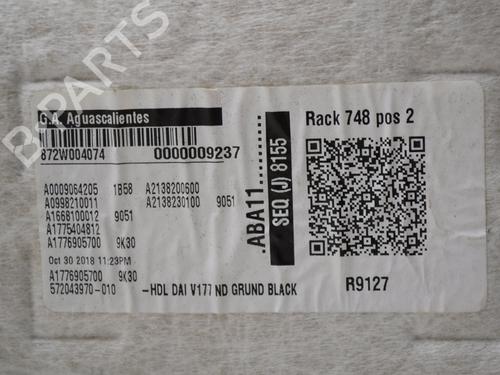 B-PARTS
G.A. Aguascalientes
872W004074 0000009237
A0009064205 1B58 A2138200600
A0998210011 A2138230100 9051
A1668100012 9051
A1775404812
A1776905700 9K30
Oct 30 2018 11:23PM
A1776905700 9K30
572043970-010 -HDL DAI V177 ND GRUND BLACK
.ABA11..........
SEQ (J) 8155
Rack 748 pos 2
R9127